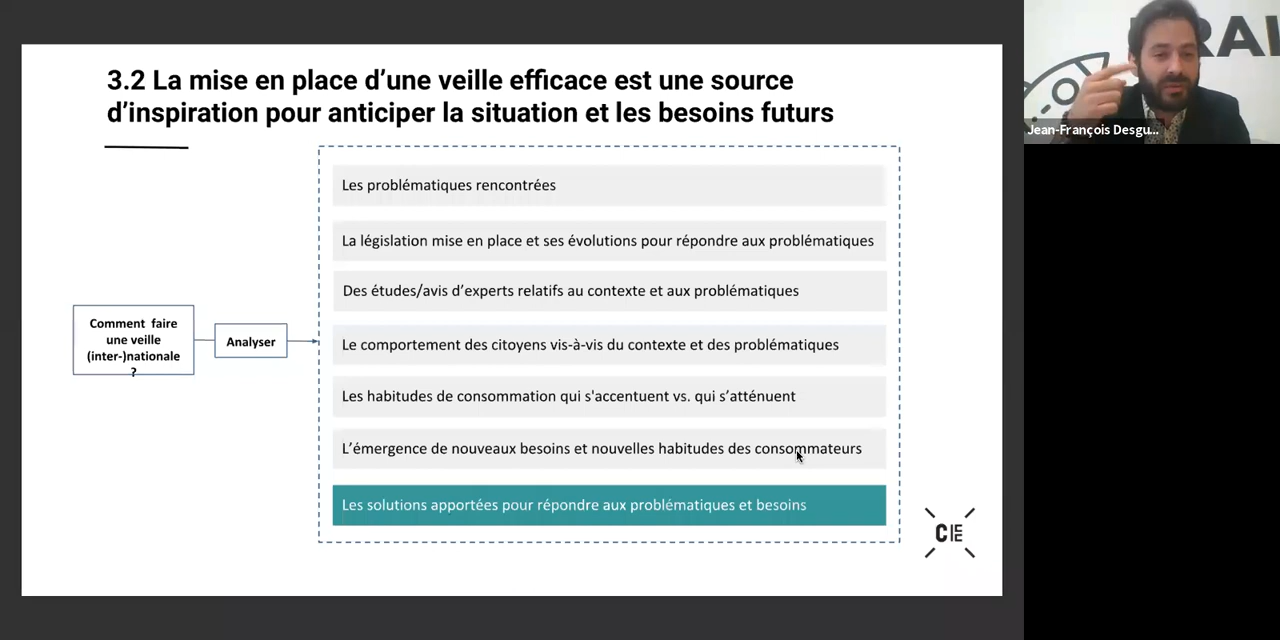 3.2 La mise en place d’une veille efficace est une source
d’inspiration pour anticiper la situation et les besoins futurs
Les problématiques rencontrées
La législation mise en place et ses évolutions pour répondre aux problématiques
Des études/avis d’experts relatifs au contexte et aux problématiques
Comment faire
une veille
(inter-)nationale
?
Analyser
Le comportement des citoyens vis-à-vis du contexte et des problématiques
Les habitudes de consommation qui s'accentuent vs. qui s’atténuent
L’émergence de nouveaux besoins et nouvelles habitudes des consommateurs
Les solutions apportées pour répondre aux problématiques et besoins
CIE
RAI
Jean-François Desgu...